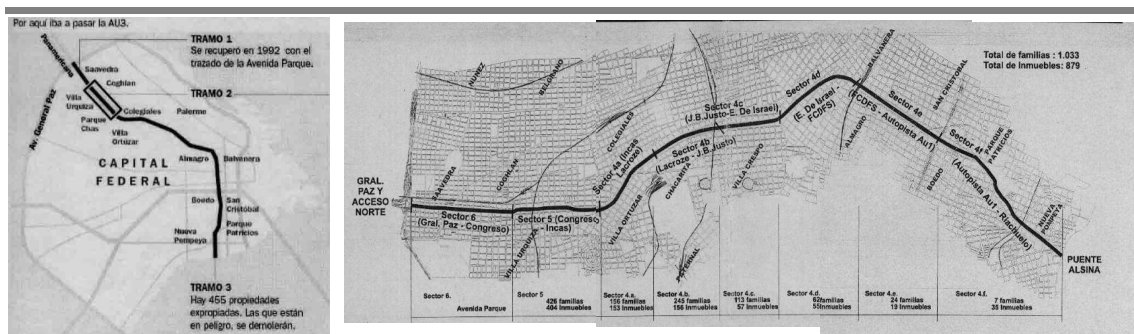 Por aquí iba a pasar la AU3.
TRAMO 1
Se recuperó en 1992 con el
trazado de la Avenida Parque.
Panamericana
Saavedra
Coghlan
TRAMO 2
Villa
Urquiza
Av. General Paz
Colegiales
Palermo
Parque
Chas
Villa
Ortúzar
CAPITAL
FEDERAL
Almagro
Balvanera
Boedo
San
Cristóbal
Nueva
Pompeya
Parque
Patricios
TRAMO 3
Hay 455 propiedades
expropiadas. Las que están
en peligro, se demolerán.
Total de familias : 1.033
Total de Inmuebles: 879
NUÑEZ
BELGRANO
COLEGIALES
BALVANERA
SAN CRISTOBAL
PARQUE
PATRICIOS
ALMAGRO
BOEDO
NUEVA
POMPEYA
SAAVEDRA
COGHLAN
VILLA URQUIZA
VILLA ORTUZAR
CHACARITA
VILLA CRESPO
PATERNAL
GRAL.
PAZ Y
ACCESO
NORTE
Sector 6
(Gral. Paz - Congreso)
Sector 5 (Congreso
- Incas)
Sector 4a (Incas
Lacroze)
Sector 4b
(Lacroze - J.B.Justo)
Sector 4c
(J.B.Justo-E. De Israel)
Sector 4d
(E. De Israel -
FCDFS)
Sector 4e
(FCDFS - Autopista Au1)
Sector 4f
(Autopista Au1 - Riachuelo)
PUENTE
ALSINA
Sector 6.
Avenida Parque
Sector 5
426 familias
404 Inmuebles
Sector 4.a.
156 familias
153 Inmuebles
Sector 4.b.
245 familias
156 Inmuebles
Sector 4.c.
113 familias
57 Inmuebles
Sector 4.d.
62familias
55Inmuebles
Sector 4.e.
24 familias
19 Inmuebles
Sector 4.f.
7 familias
35 Inmuebles